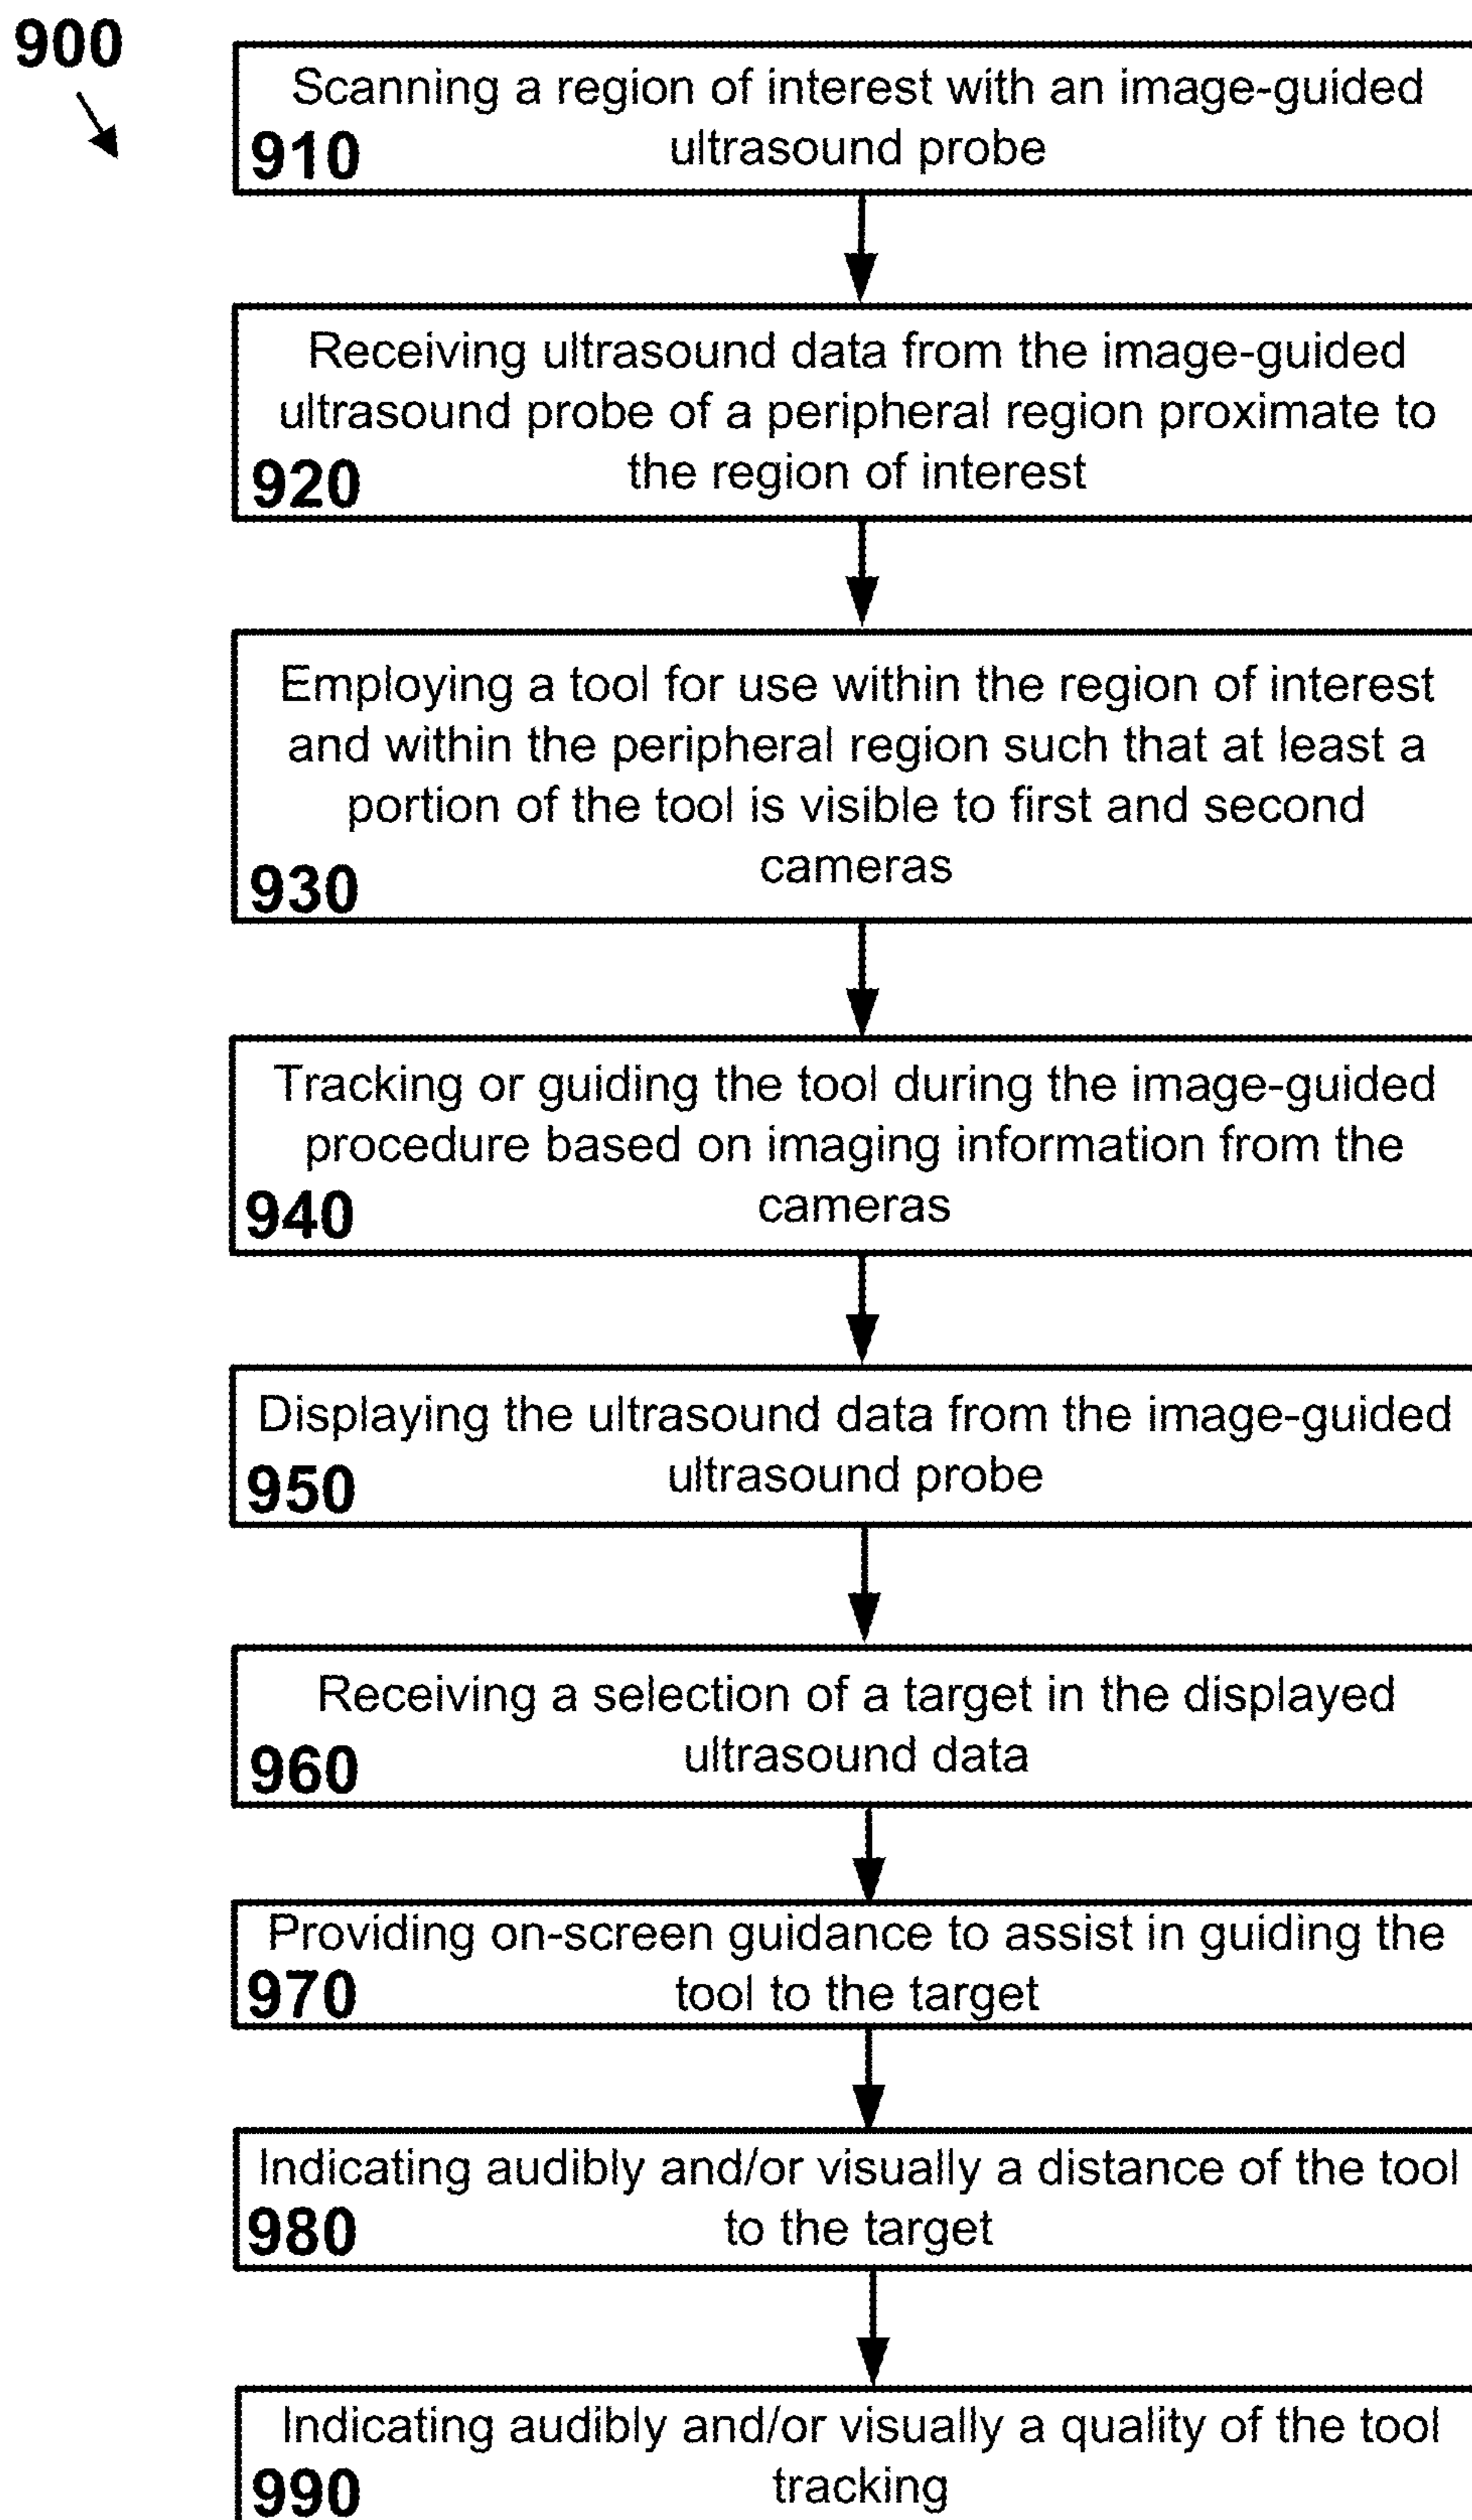 900
Scanning a region of interest with an image-guided
ultrasound probe
910
Receiving ultrasound data from the image-guided
ultrasound probe of a peripheral region proximate to
the region of interest
920
Employing a tool for use within the region of interest
and within the peripheral region such that at least a
portion of the tool is visible to first and second
cameras
930
Tracking or guiding the tool during the image-guided
procedure based on imaging information from the
cameras
940
Displaying the ultrasound data from the image-guided
ultrasound probe
950
Receiving a selection of a target in the displayed
ultrasound data
960
Providing on-screen guidance to assist in guiding the
tool to the target
970
Indicating audibly and/or visually a distance of the tool
to the target
980
Indicating audibly and/or visually a quality of the tool
tracking
990